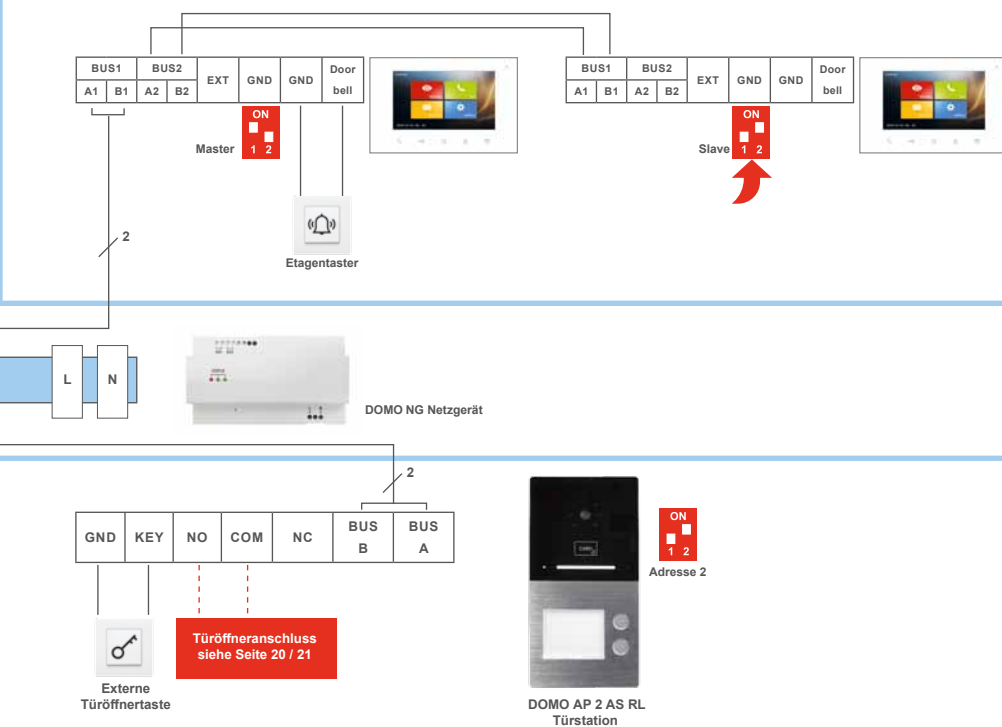 BUS1 BUS2 EXT GND GND Door bell
A1 B1 A2 B2
ON
1 2
Master
Etagentaster
2
BUS1 BUS2 EXT GND GND Door bell
A1 B1 A2 B2
ON
1 2
Slave
L N
DOMO NG Netzgerät
2
GND KEY NO COM NC BUS B BUS A
Externe
Türöffnertaste
Türöffneranschluss
siehe Seite 20 / 21
ON
1 2
Adresse 2
DOMO AP 2 AS RL
Türstation